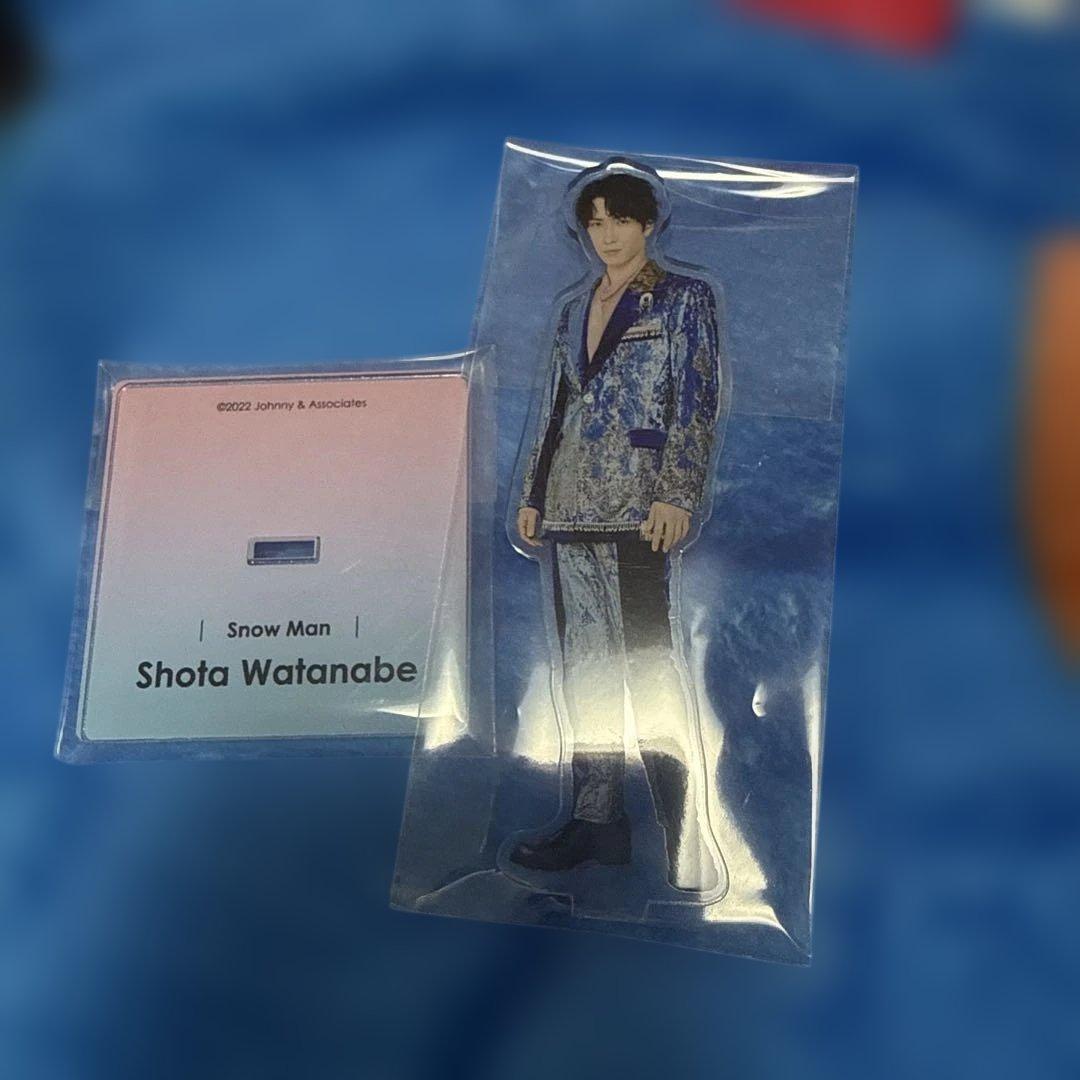 ©2022 Johnny & Associates
| Snow Man |
Shota Watanabe